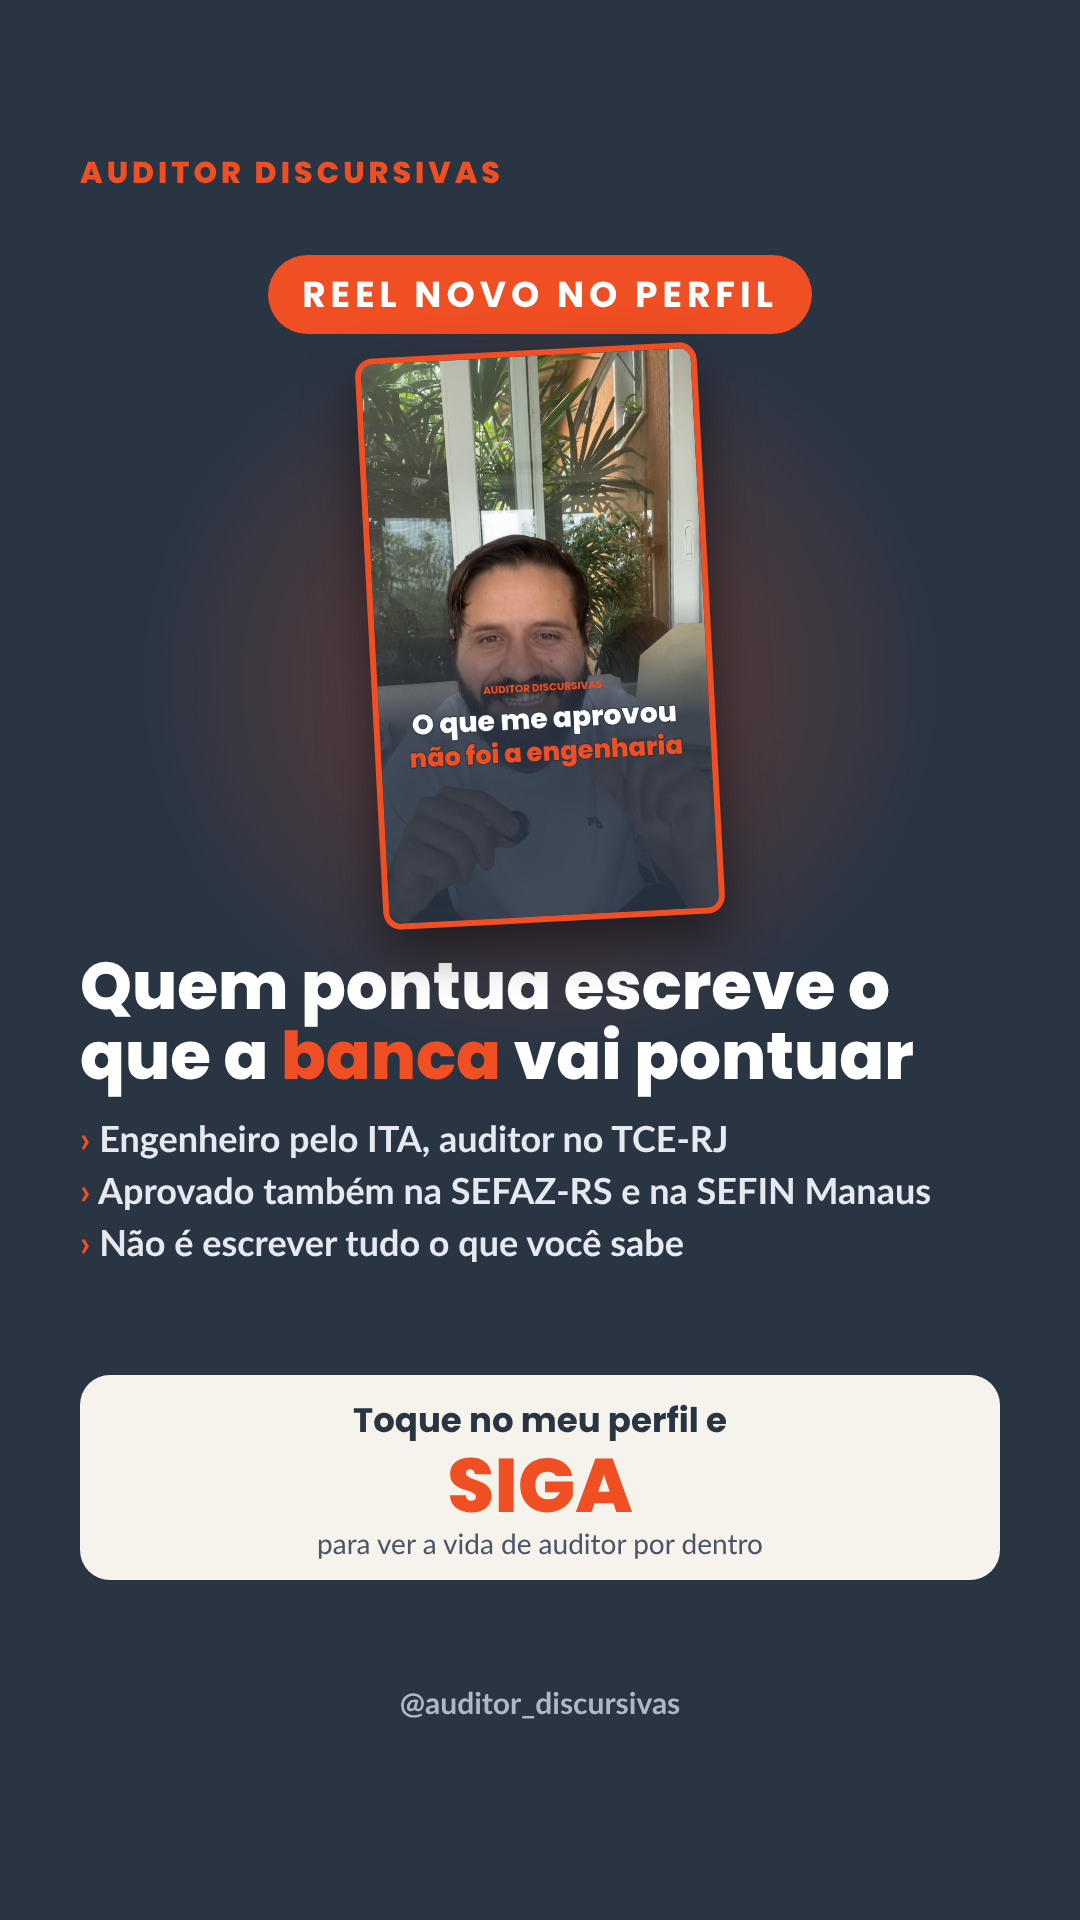 AUDITOR DISCURSIVAS
REEL NOVO NO PERFIL
AUDITOR DISCURSIVAS
O que me aprovou
não foi a engenharia
Quem pontua escreve o
que a banca vai pontuar
› Engenheiro pelo ITA, auditor no TCE-RJ
› Aprovado também na SEFAZ-RS e na SEFIN Manaus
› Não é escrever tudo o que você sabe
Toque no meu perfil e
SIGA
para ver a vida de auditor por dentro
@auditor_discursivas